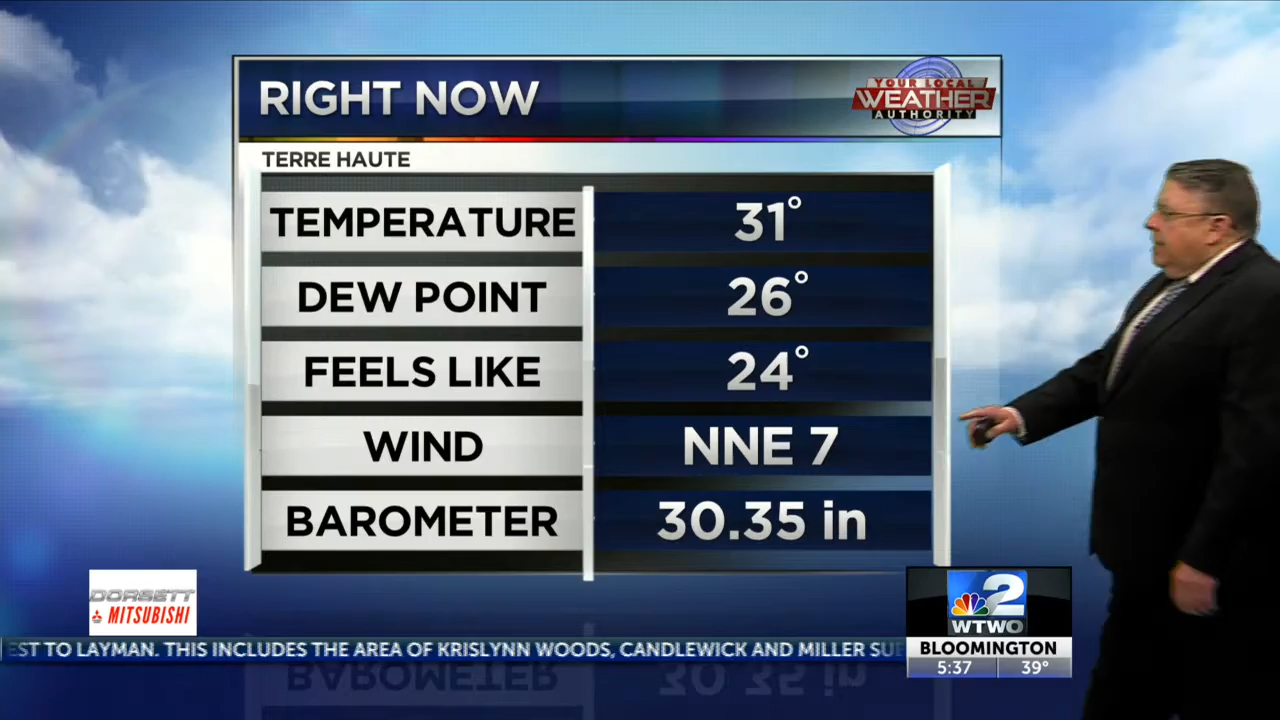 RIGHT NOW
YOUR LOCAL
WEATHER
AUTHORITY
TERRE HAUTE
TEMPERATURE 31°
DEW POINT 26°
FEELS LIKE 24°
WIND NNE 7
BAROMETER 30.35 in
DORSETT
MITSUBISHI
2
WTWO
EST TO LAYMAN. THIS INCLUDES THE AREA OF KRISLYNN WOODS, CANDLEWICK AND MILLER SUB
BLOOMINGTON
5:37 39°